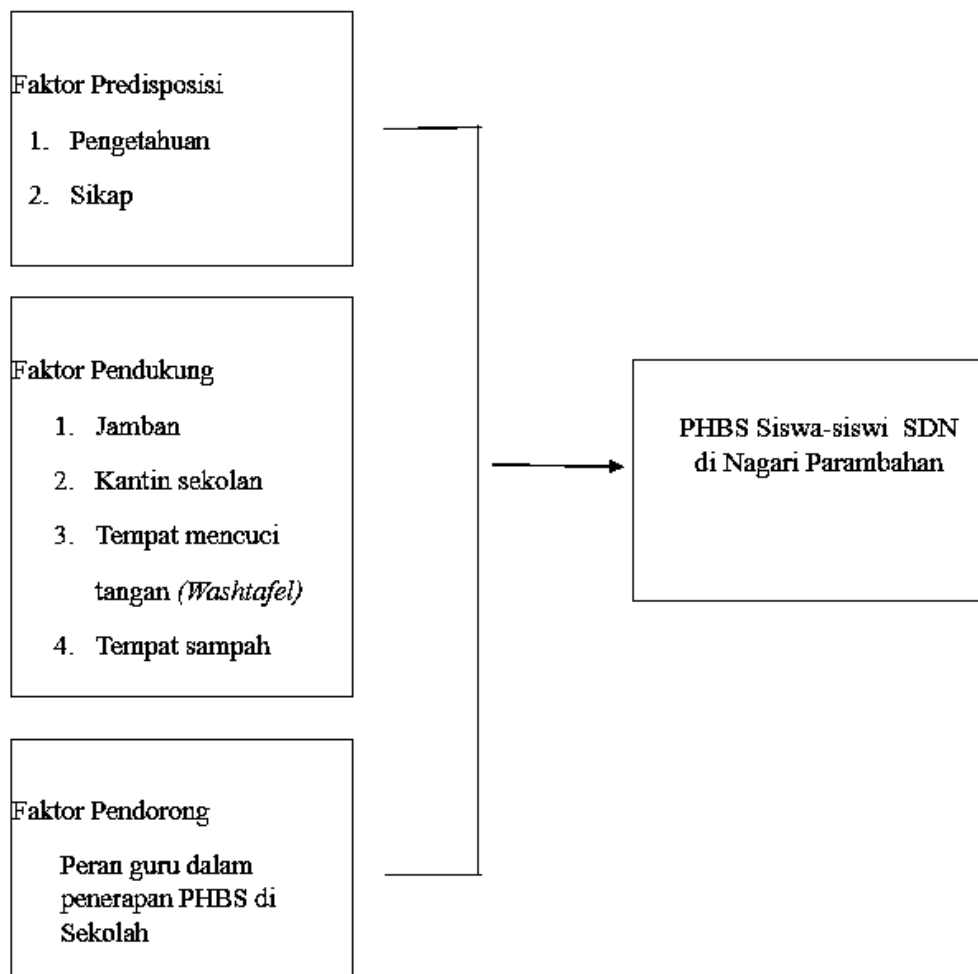 Faktor Predisposisi
1. Pengetahuan
2. Sikap
Faktor Pendukung
1. Jamban
2. Kantin sekolan
3. Tempat mencuci
tangan (Washtafel)
4. Tempat sampah
Faktor Pendorong
Peran guru dalam
penerapan PHBS di
Sekolah
PHBS Siswa-siswi SDN
di Nagari Parambahan